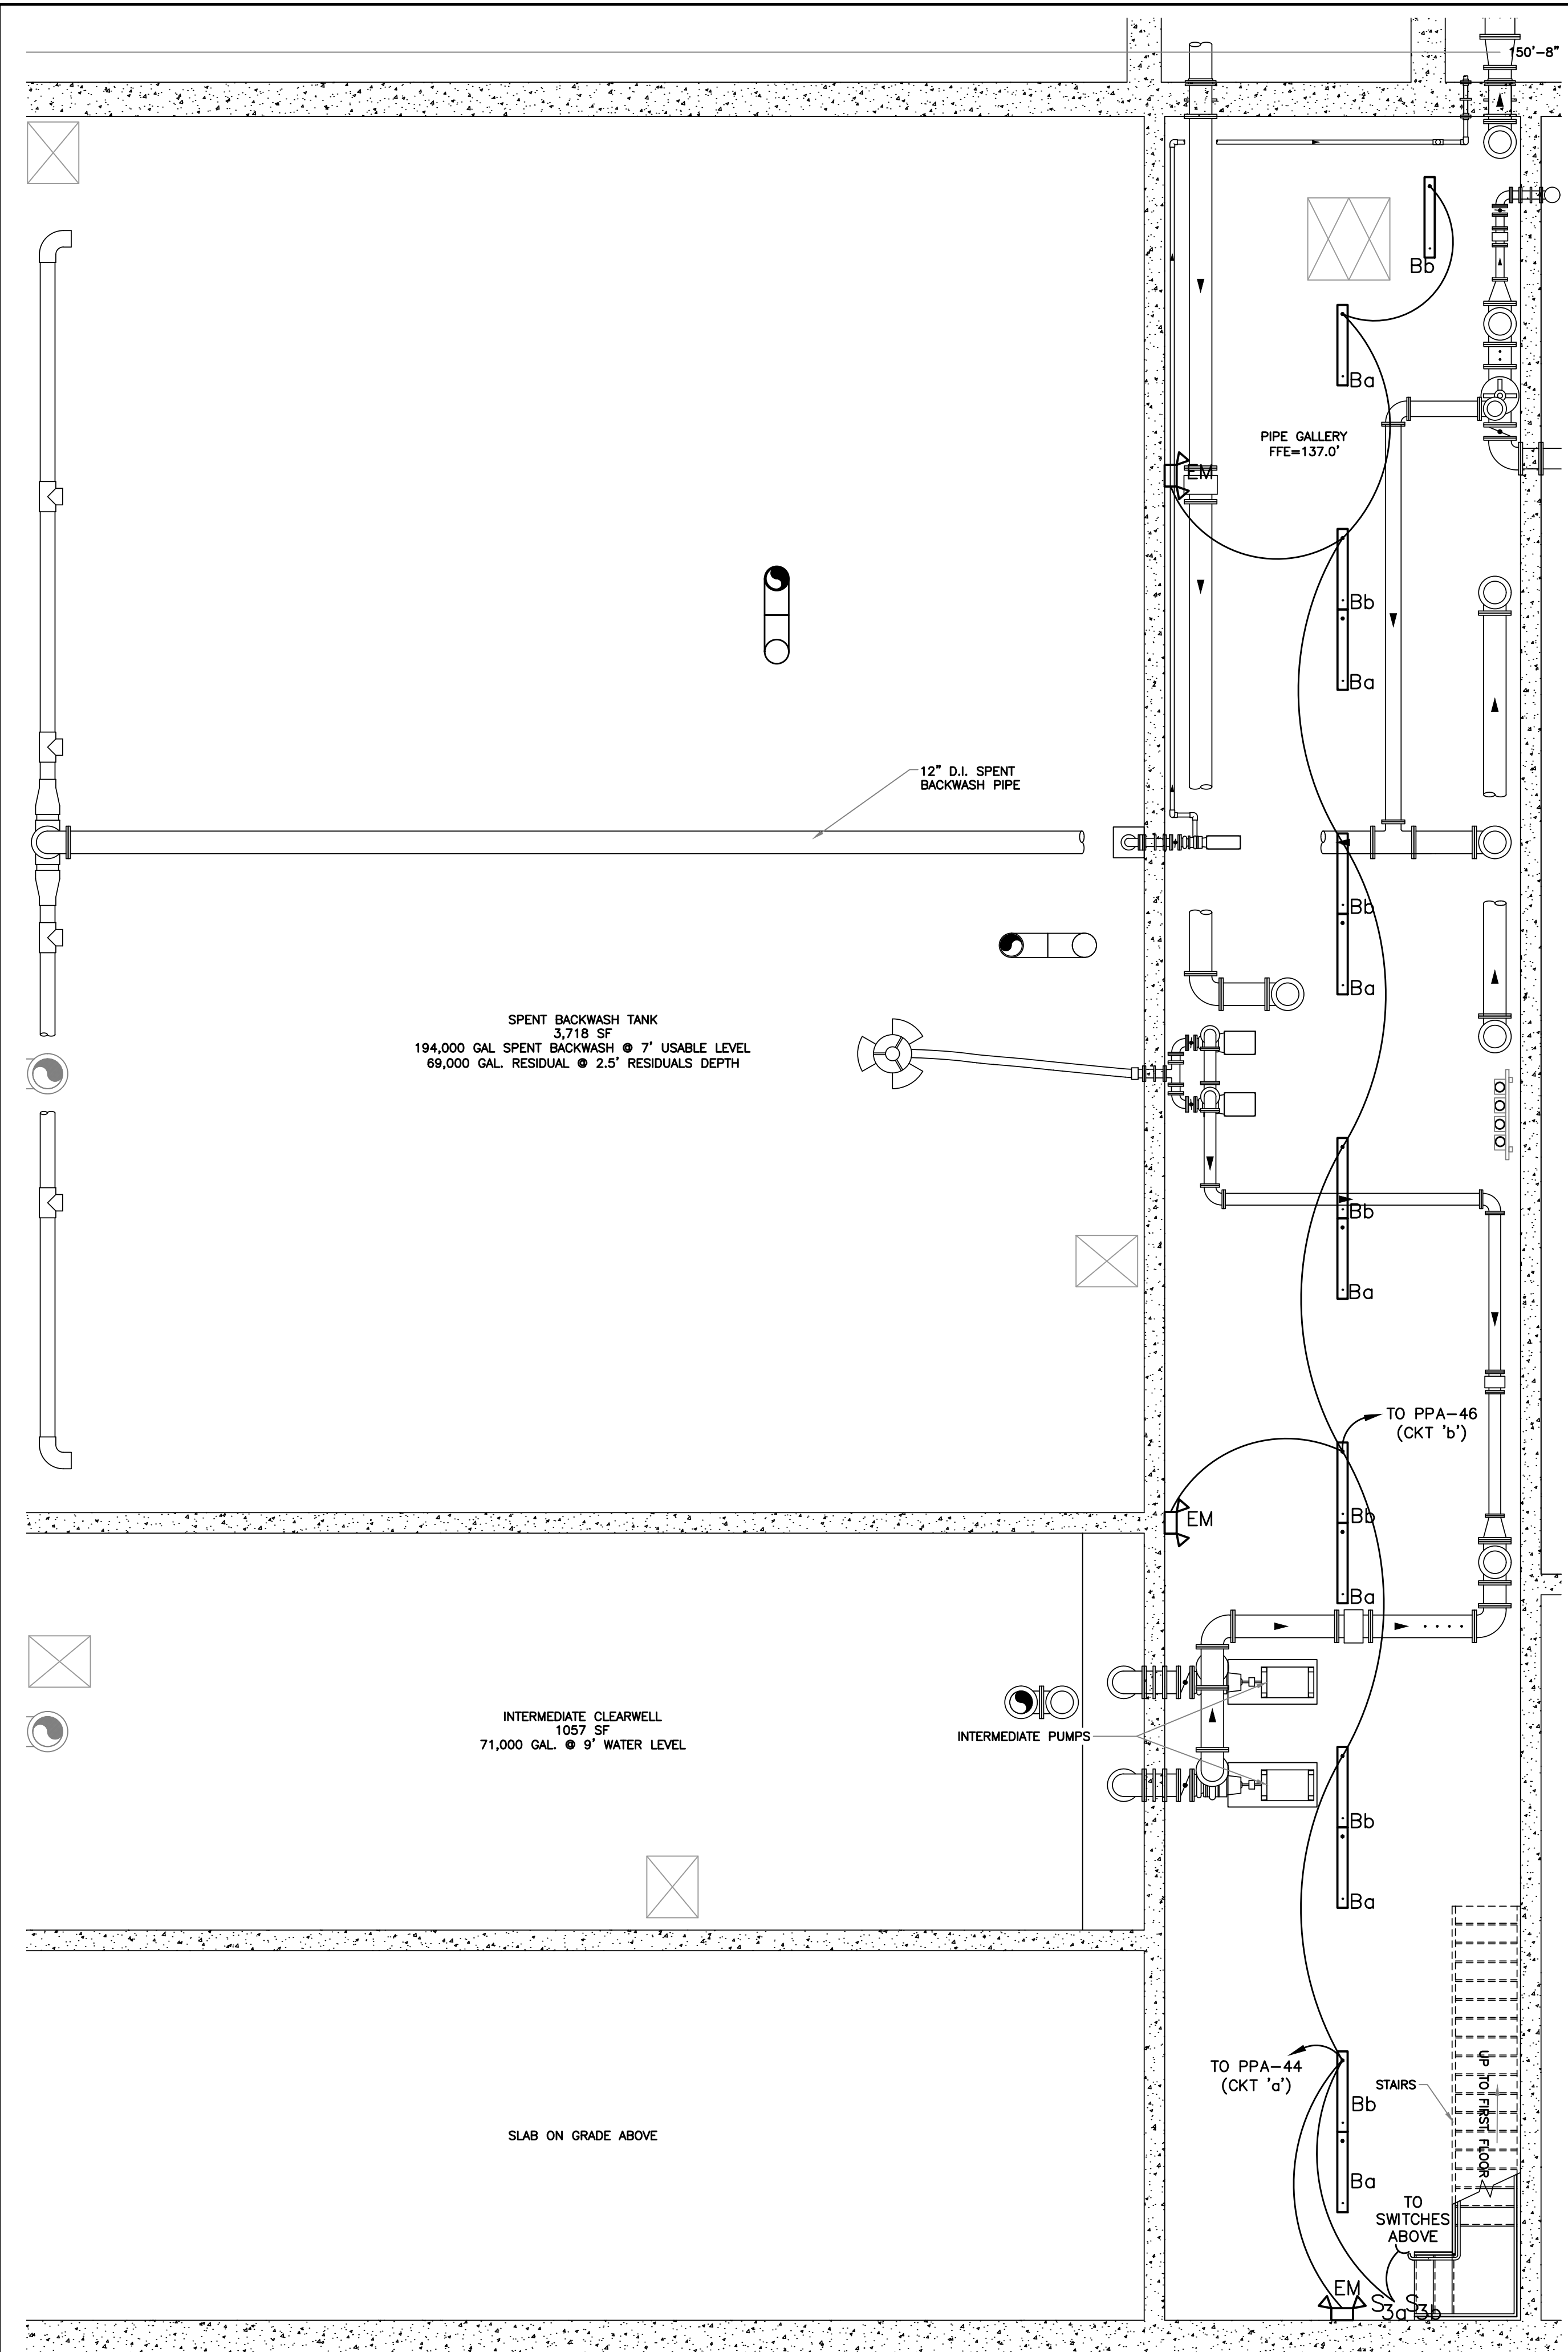 150'-8"
Bb
Ba
PIPE GALLERY
FFE=137.0'
EM
Bb
Ba
12" D.I. SPENT
BACKWASH PIPE
Bb
Ba
SPENT BACKWASH TANK
3,718 SF
194,000 GAL SPENT BACKWASH @ 7' USABLE LEVEL
69,000 GAL. RESIDUAL @ 2.5' RESIDUALS DEPTH
Bb
Ba
TO PPA-46
(CKT 'b')
EM
Bb
Ba
INTERMEDIATE CLEARWELL
1057 SF
71,000 GAL. @ 9' WATER LEVEL
INTERMEDIATE PUMPS
Bb
Ba
TO PPA-44
(CKT 'a')
STAIRS
UP TO FIRST FLOOR
Bb
SLAB ON GRADE ABOVE
Ba
TO
SWITCHES
ABOVE
EM
S3aS3b